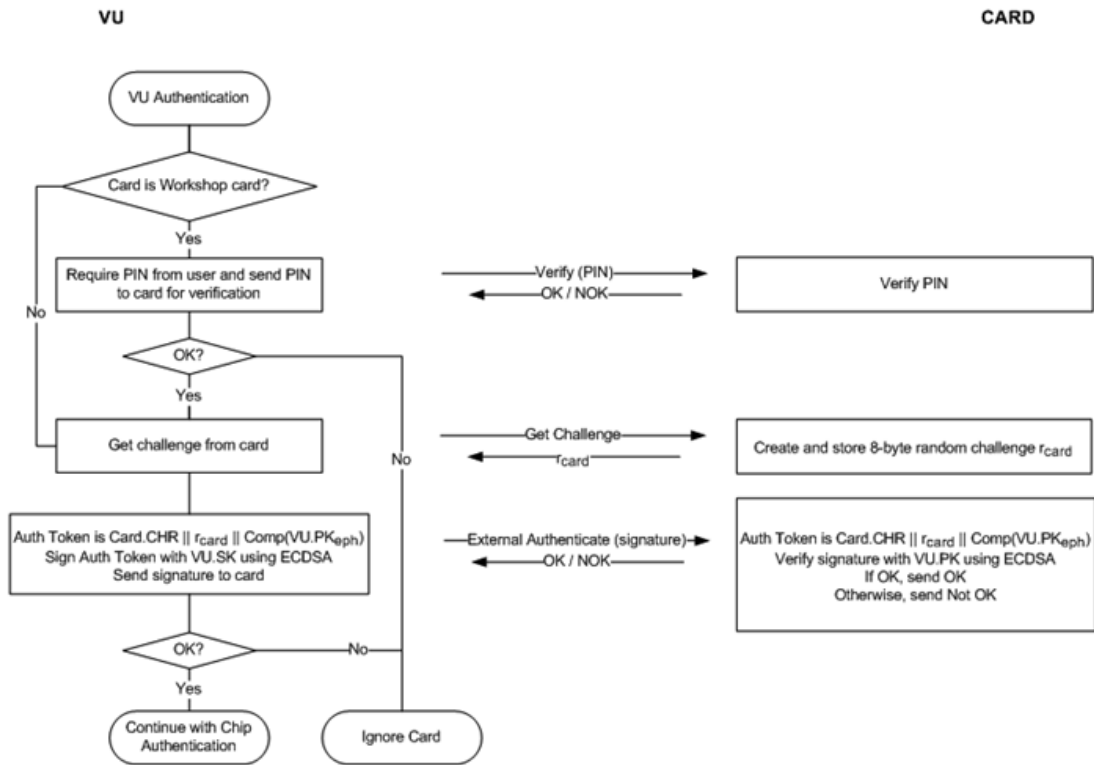 VU
CARD
VU Authentication
Card is Workshop card?
Yes
Require PIN from user and send PIN
to card for verification
Verify (PIN)
OK / NOK
Verify PIN
No
OK?
Yes
Get challenge from card
Get Challenge
rcard
Create and store 8-byte random challenge rcard
No
Auth Token is Card.CHR || rcard || Comp(VU.PKeph)
Sign Auth Token with VU.SK using ECDSA
Send signature to card
External Authenticate (signature)
OK / NOK
Auth Token is Card.CHR || rcard || Comp(VU.PKeph)
Verify signature with VU.PK using ECDSA
If OK, send OK
Otherwise, send Not OK
OK?
No
Yes
Continue with Chip
Authentication
Ignore Card